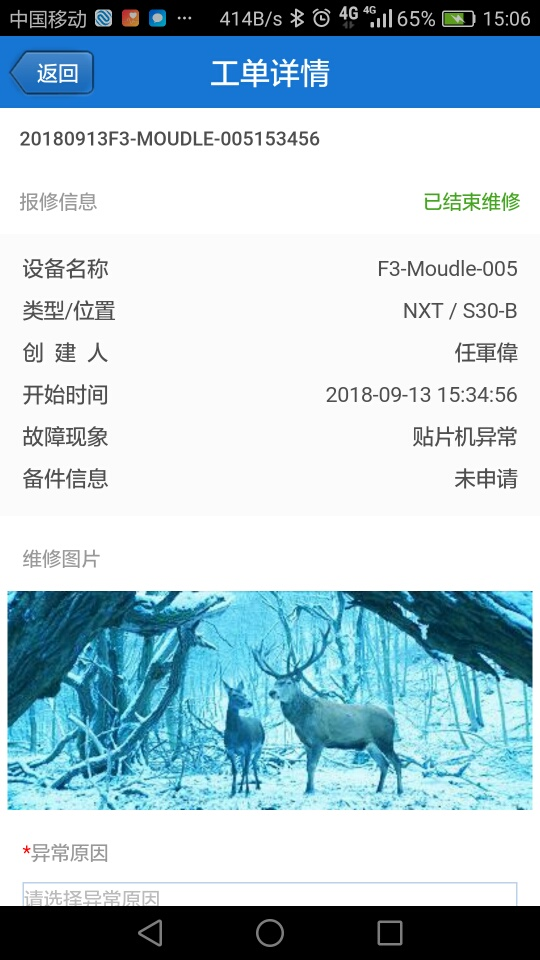 中国移动 ··· 414B/s 4G 4G 65% 15:06
返回 工单详情
20180913F3-MOUDLE-005153456
报修信息 已结束维修
设备名称 F3-Moudle-005
类型/位置 NXT / S30-B
创 建 人 任軍偉
开始时间 2018-09-13 15:34:56
故障现象 贴片机异常
备件信息 未申请
维修图片
*异常原因
请选择异常原因